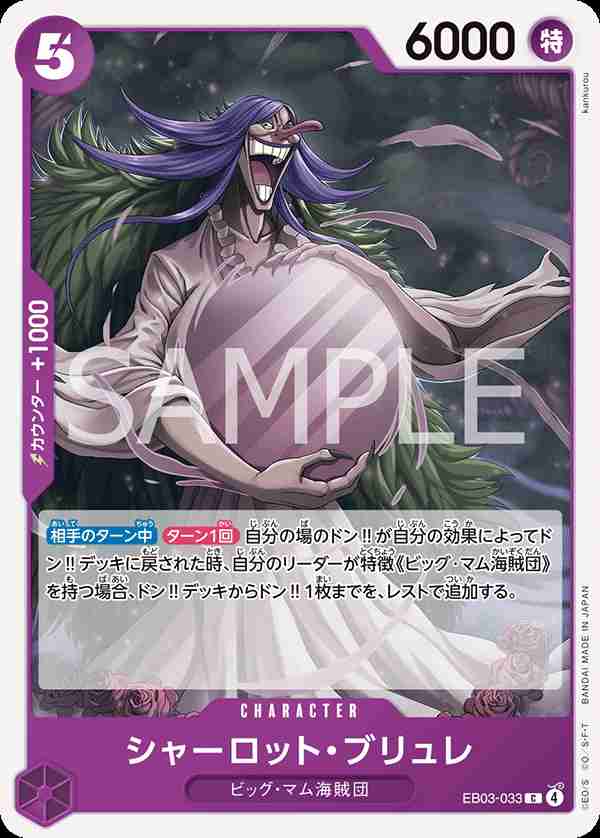 5
6000 特
kankurou
カウンター +1000
SAMPLE
相手のターン中 ターン1回 自分の場のドン!!が自分の効果によってド
ン!!デッキに戻された時、自分のリーダーが特徴《ビッグ・マム海賊団》
を持つ場合、ドン!!デッキからドン!!1枚までを、レストで追加する。
CHARACTER
シャーロット・ブリュレ
ビッグ・マム海賊団
EB03-033 C 4
©EO/S ©O/S・F・T BANDAI MADE IN JAPAN